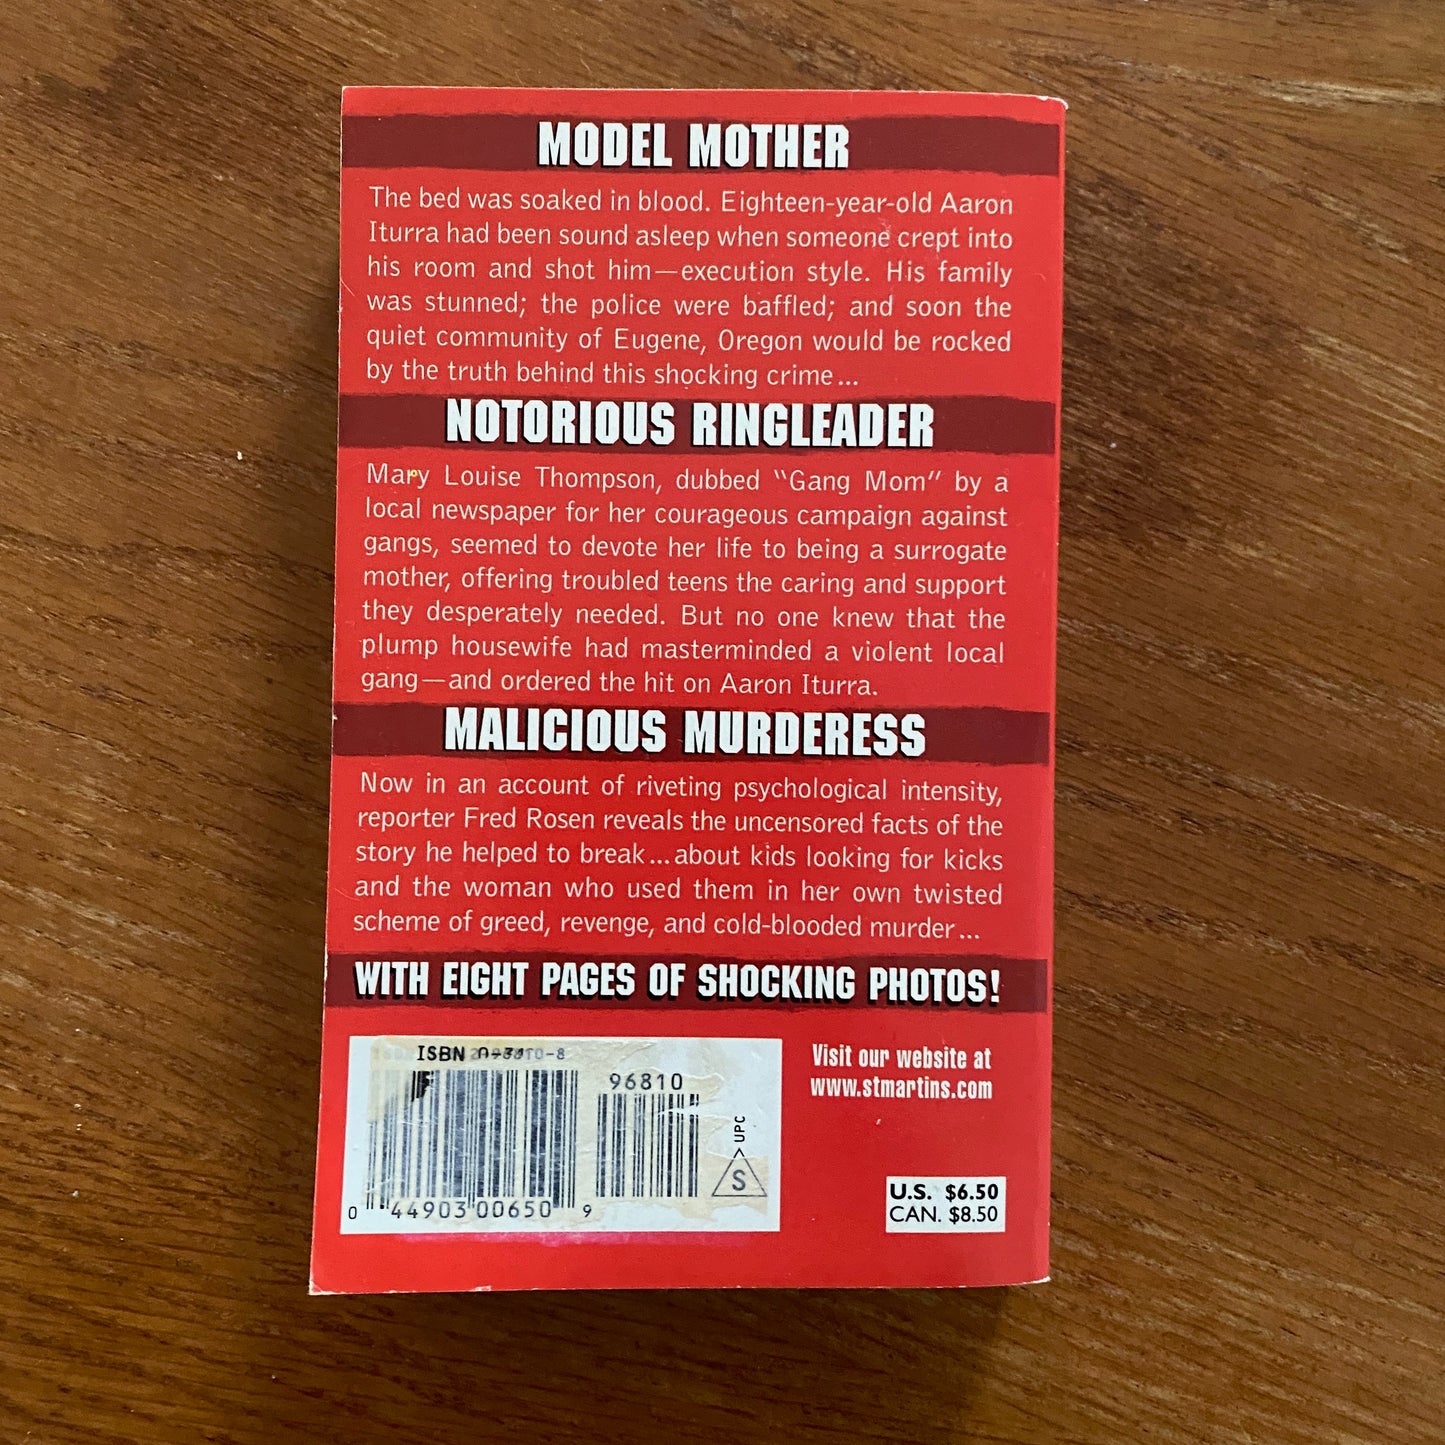 MODEL MOTHER
The bed was soaked in blood. Eighteen-year-old Aaron
Iturra had been sound asleep when someone crept into
his room and shot him—execution style. His family
was stunned; the police were baffled; and soon the
quiet community of Eugene, Oregon would be rocked
by the truth behind this shocking crime...
NOTORIOUS RINGLEADER
Mary Louise Thompson, dubbed "Gang Mom" by a
local newspaper for her courageous campaign against
gangs, seemed to devote her life to being a surrogate
mother, offering troubled teens the caring and support
they desperately needed. But no one knew that the
plump housewife had masterminded a violent local
gang—and ordered the hit on Aaron Iturra.
MALICIOUS MURDERESS
Now in an account of riveting psychological intensity,
reporter Fred Rosen reveals the uncensored facts of the
story he helped to break...about kids looking for kicks
and the woman who used them in her own twisted
scheme of greed, revenge, and cold-blooded murder...
WITH EIGHT PAGES OF SHOCKING PHOTOS!
ISBN
96810
UPC
S
0 44903 00650 9
Visit our website at
www.stmartins.com
U.S. $6.50
CAN. $8.50